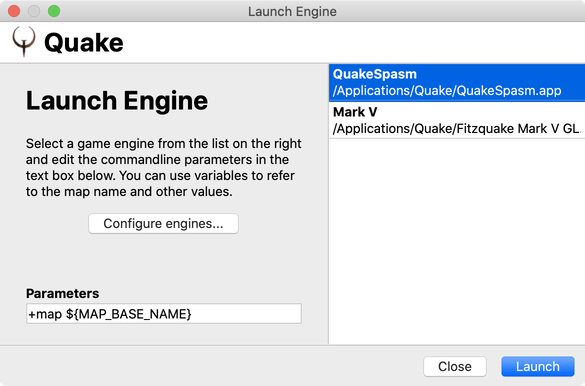 Launch Engine
Quake
Launch Engine
Select a game engine from the list on the right
and edit the commandline parameters in the
text box below. You can use variables to refer
to the map name and other values.
Configure engines...
Parameters
+map ${MAP_BASE_NAME}
QuakeSpasm
/Applications/Quake/QuakeSpasm.app
Mark V
/Applications/Quake/Fitzquake Mark V GL.
Close
Launch